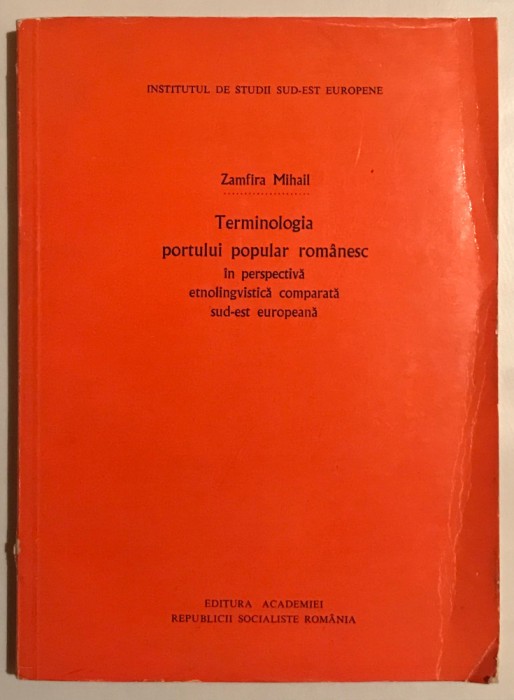 INSTITUTUL DE STUDII SUD-EST EUROPENE
Zamfira Mihail
Terminologia
portului popular românesc
în perspectivă
etnolingvistică comparată
sud-est europeană
EDITURA ACADEMIEI
REPUBLICII SOCIALISTE ROMÂNIA